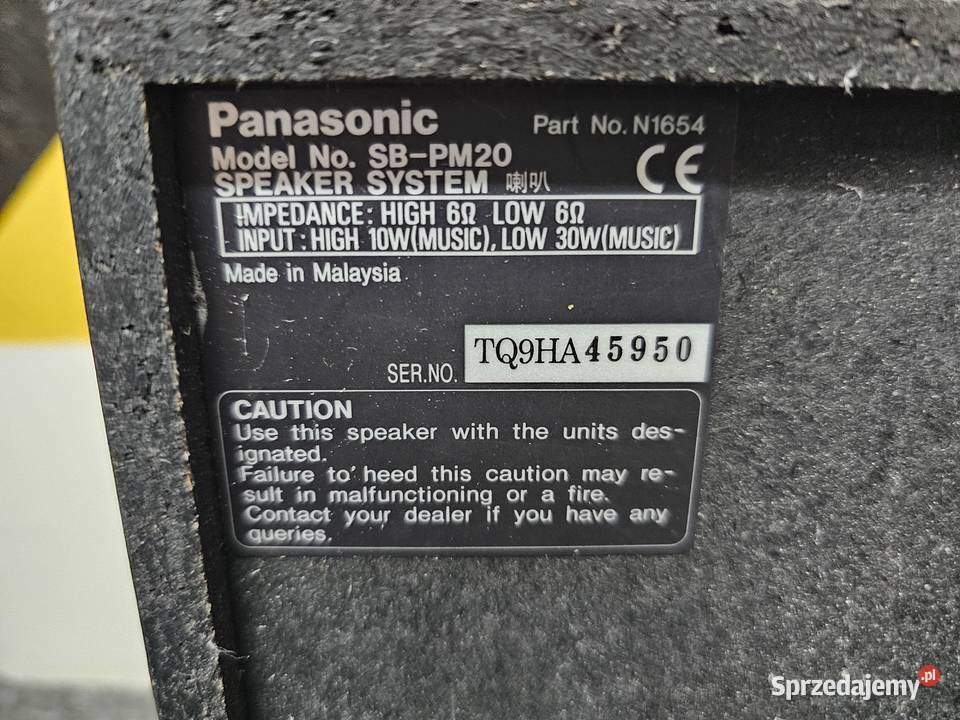 Panasonic
Part No. N1654
Model No. SB-PM20
SPEAKER SYSTEM 喇叭
CE
IMPEDANCE: HIGH 6Ω LOW 6Ω
INPUT: HIGH 10W(MUSIC), LOW 30W(MUSIC)
Made in Malaysia
SER.NO. TQ9HA45950
CAUTION
Use this speaker with the units des-
ignated.
Failure to heed this caution may re-
sult in malfunctioning or a fire.
Contact your dealer if you have any
queries.
Sprzedajemy.pl